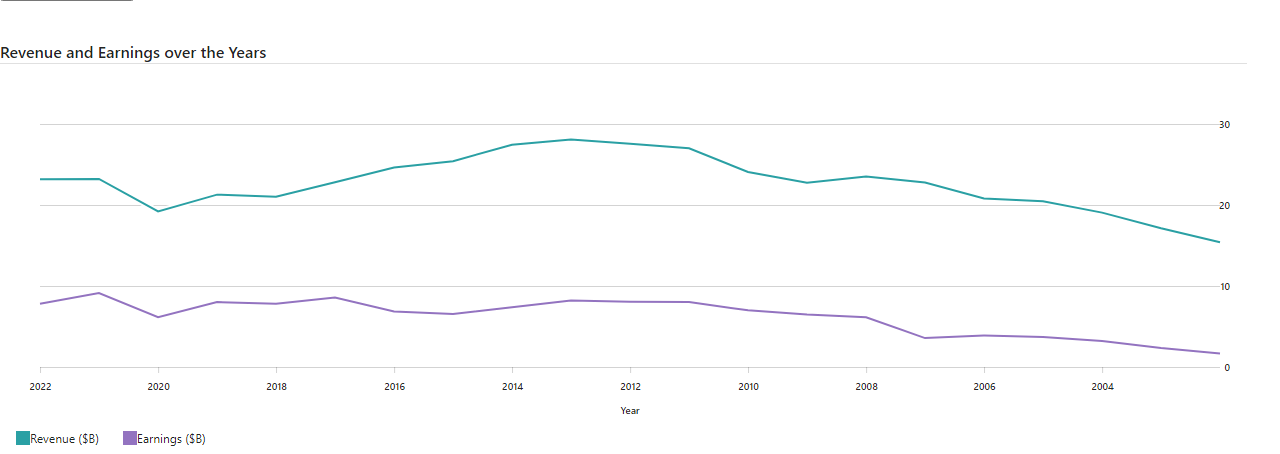 Revenue and Earnings over the Years
30
20
10
0
2022 2020 2018 2016 2014 2012 2010 2008 2006 2004
Year
Revenue ($B) Earnings ($B)